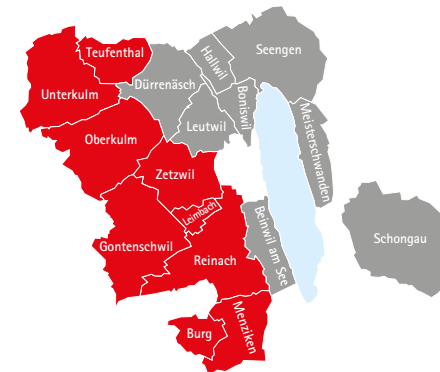 Teufenthal
Seengen
Hallwil
Dürrenäsch
Unterkulm
Boniswil
Meisterschwanden
Leutwil
Oberkulm
Zetzwil
Leimbach
Beinwil am See
Schongau
Gontenschwil
Reinach
Menziken
Burg